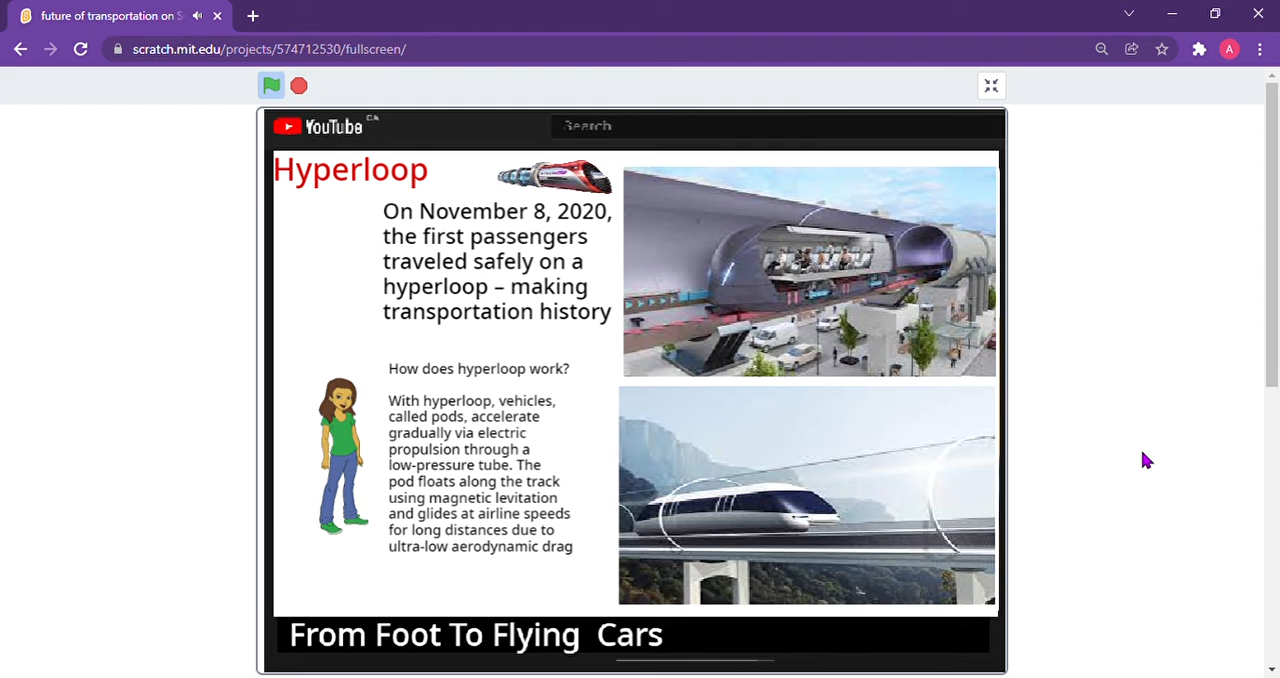 future of transportation on S
scratch.mit.edu/projects/574712530/fullscreen/
A
YouTube CA
Search
Hyperloop
On November 8, 2020,
the first passengers
traveled safely on a
hyperloop – making
transportation history
How does hyperloop work?
With hyperloop, vehicles,
called pods, accelerate
gradually via electric
propulsion through a
low-pressure tube. The
pod floats along the track
using magnetic levitation
and glides at airline speeds
for long distances due to
ultra-low aerodynamic drag
From Foot To Flying Cars